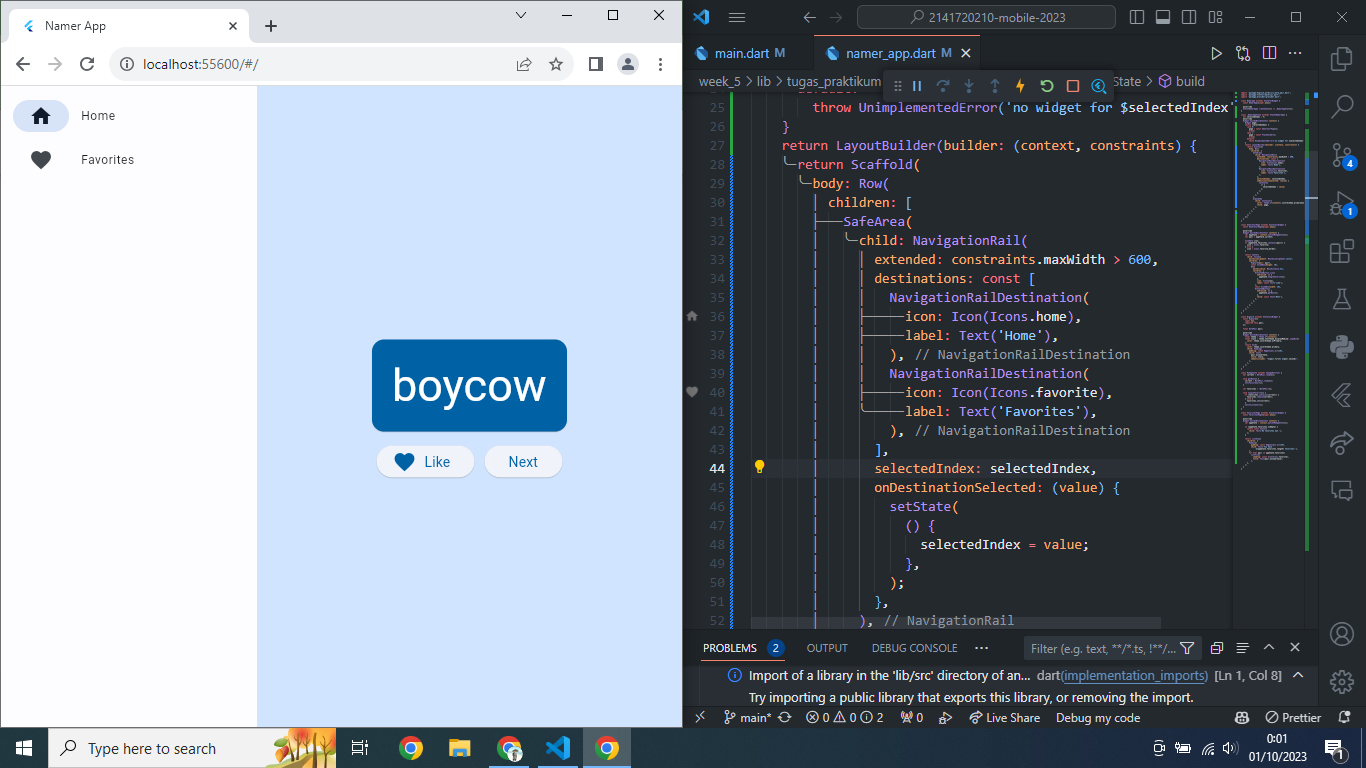 Namer App
localhost:55600/#/
Home
Favorites
boycow
Like
Next
2141720210-mobile-2023
main.dart M
namer_app.dart M
week_5 > lib > tugas_praktikum
State > build
25 throw UnimplementedError('no widget for $selectedIndex'
26 }
27 return LayoutBuilder(builder: (context, constraints) {
28 return Scaffold(
29 body: Row(
30 children: [
31 SafeArea(
32 child: NavigationRail(
33 extended: constraints.maxWidth > 600,
34 destinations: const [
35 NavigationRailDestination(
36 icon: Icon(Icons.home),
37 label: Text('Home'),
38 ), // NavigationRailDestination
39 NavigationRailDestination(
40 icon: Icon(Icons.favorite),
41 label: Text('Favorites'),
42 ), // NavigationRailDestination
43 ],
44 selectedIndex: selectedIndex,
45 onDestinationSelected: (value) {
46 setState(
47 () {
48 selectedIndex = value;
49 },
50 );
51 },
52 ), // NavigationRail
4
1
PROBLEMS 2 OUTPUT DEBUG CONSOLE ··· Filter (e.g. text, **/*.ts, !**/...
Import of a library in the 'lib/src' directory of an... dart(implementation_imports) [Ln 1, Col 8]
Try importing a public library that exports this library, or removing the import.
main* 0 0 2 0 Live Share Debug my code Prettier
Type here to search
0:01
01/10/2023
1